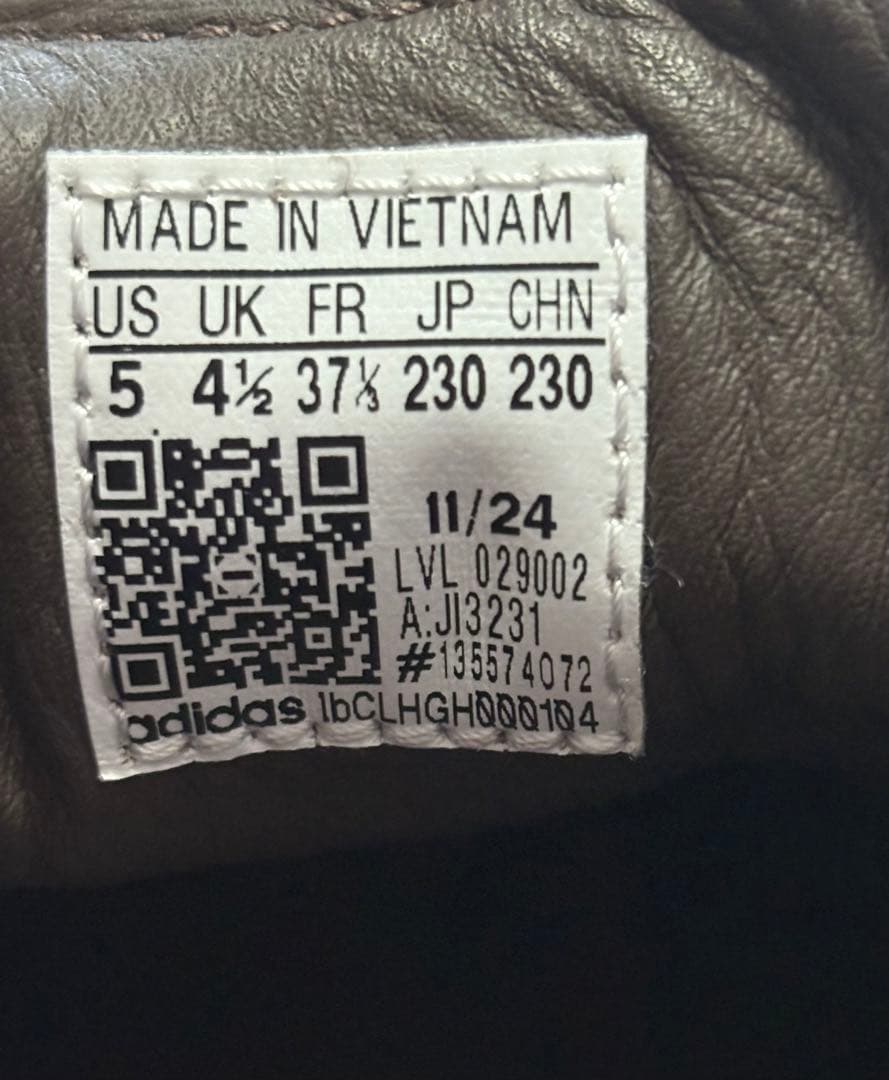 MADE IN VIETNAM
US UK FR JP CHN
5 4½ 37⅓ 230 230
11/24
LVL 029002
A:JI3231
#135574072
adidas 1bCLHGH000104